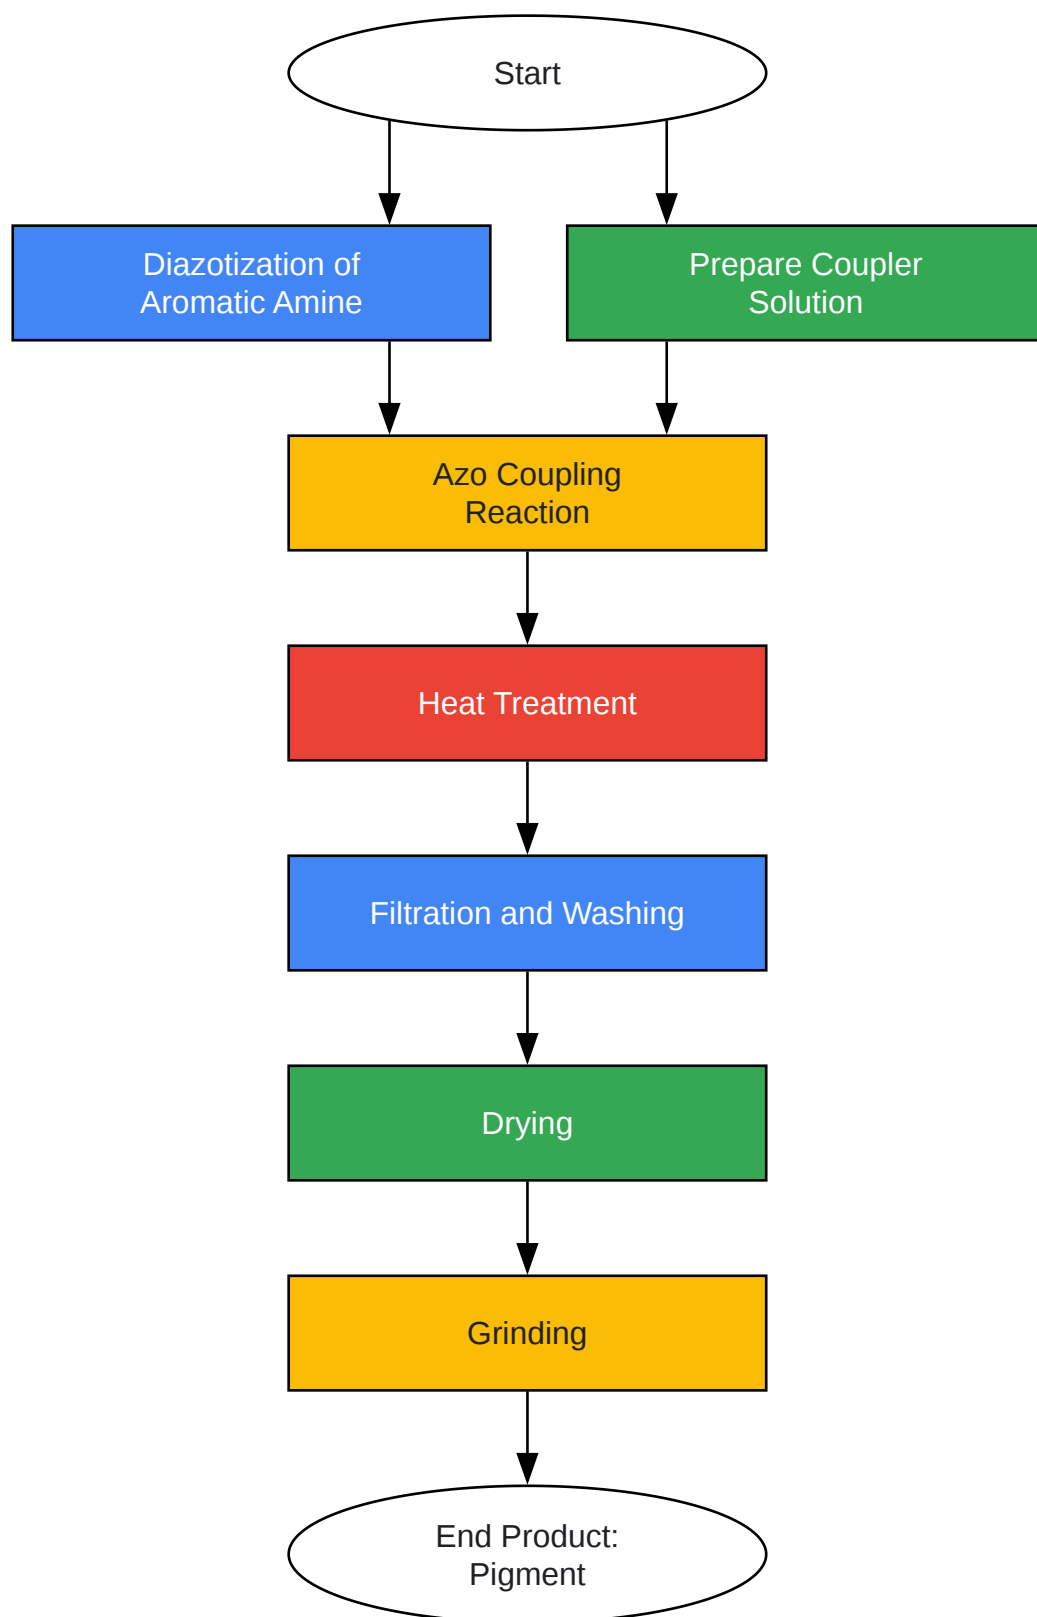 Start
Diazotization of
Aromatic Amine
Prepare Coupler
Solution
Azo Coupling
Reaction
Heat Treatment
Filtration and Washing
Drying
Grinding
End Product:
Pigment